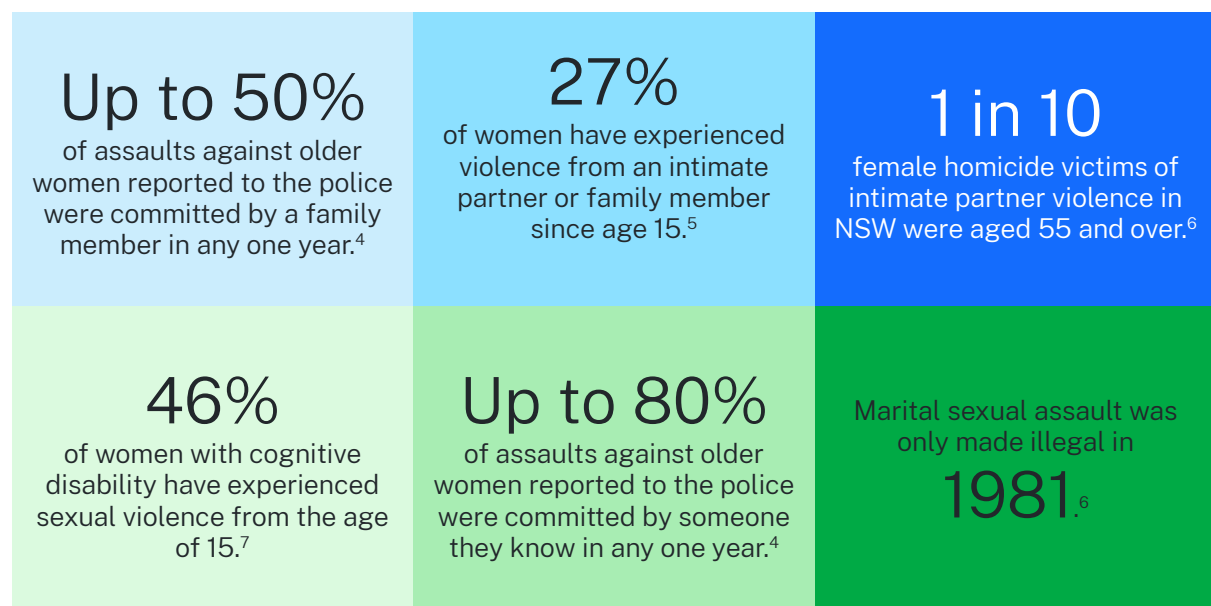 Up to 50%
of assaults against older
women reported to the police
were committed by a family
member in any one year.⁴
27%
of women have experienced
violence from an intimate
partner or family member
since age 15.⁵
1 in 10
female homicide victims of
intimate partner violence in
NSW were aged 55 and over.⁶
46%
of women with cognitive
disability have experienced
sexual violence from the age
of 15.⁷
Up to 80%
of assaults against older
women reported to the police
were committed by someone
they know in any one year.⁴
Marital sexual assault was
only made illegal in
1981.⁶